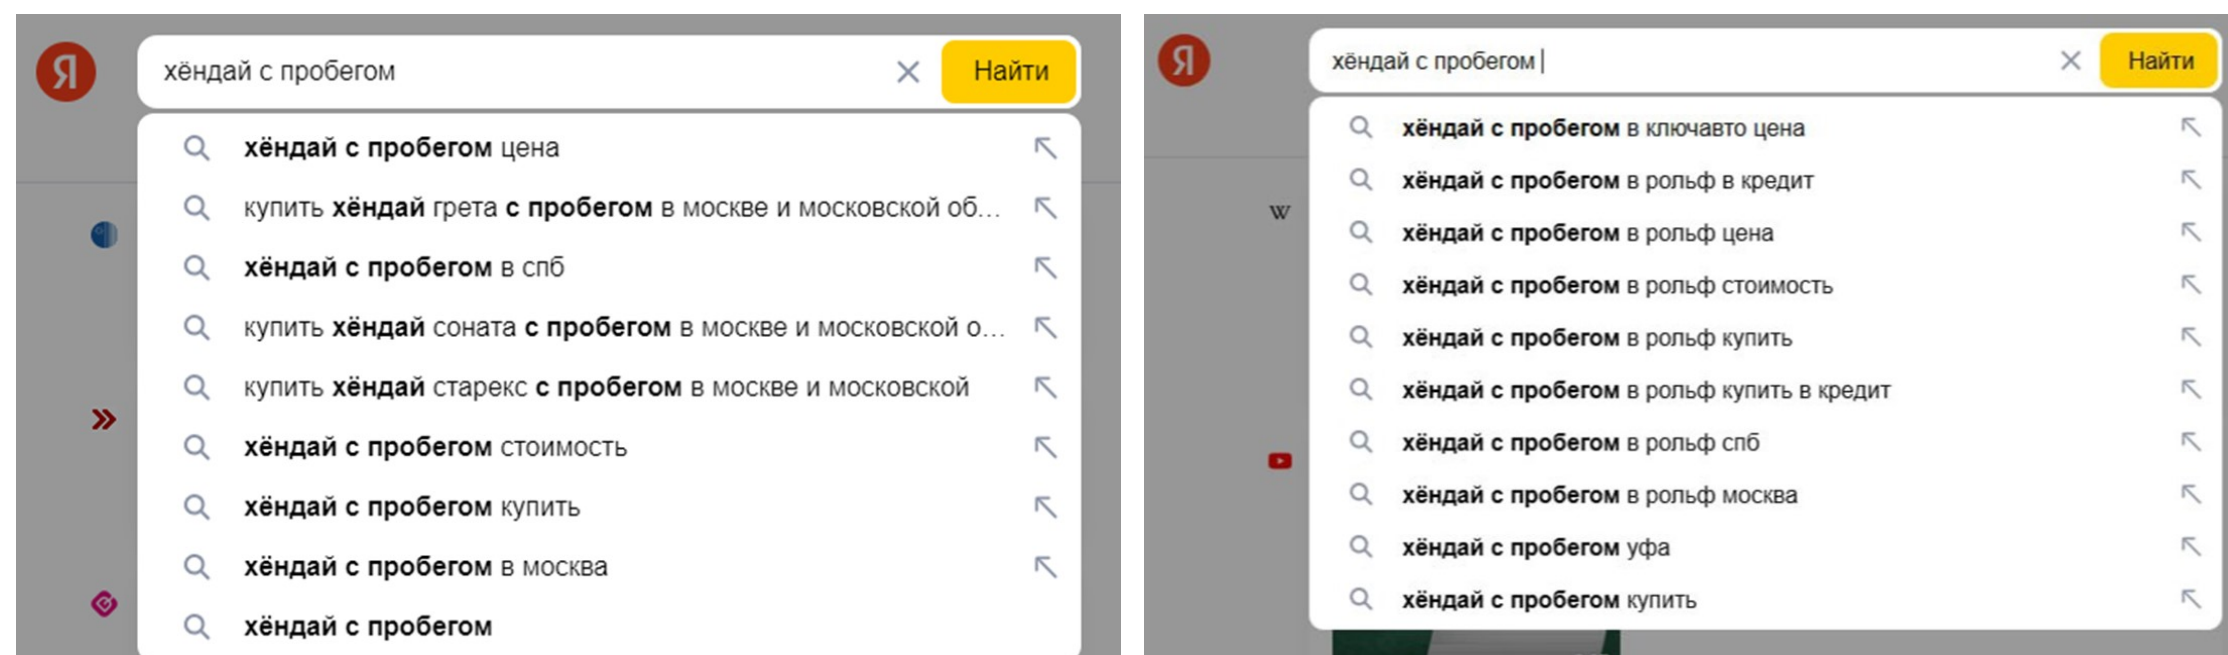 Я
хёндай с пробегом
Найти
хёндай с пробегом цена
купить хёндай грета с пробегом в москве и московской об...
хёндай с пробегом в спб
купить хёндай соната с пробегом в москве и московской о...
купить хёндай старекс с пробегом в москве и московской
хёндай с пробегом стоимость
хёндай с пробегом купить
хёндай с пробегом в москва
хёндай с пробегом
Я
хёндай с пробегом
Найти
W
хёндай с пробегом в ключавто цена
хёндай с пробегом в рольф в кредит
хёндай с пробегом в рольф цена
хёндай с пробегом в рольф стоимость
хёндай с пробегом в рольф купить
хёндай с пробегом в рольф купить в кредит
хёндай с пробегом в рольф спб
хёндай с пробегом в рольф москва
хёндай с пробегом уфа
хёндай с пробегом купить